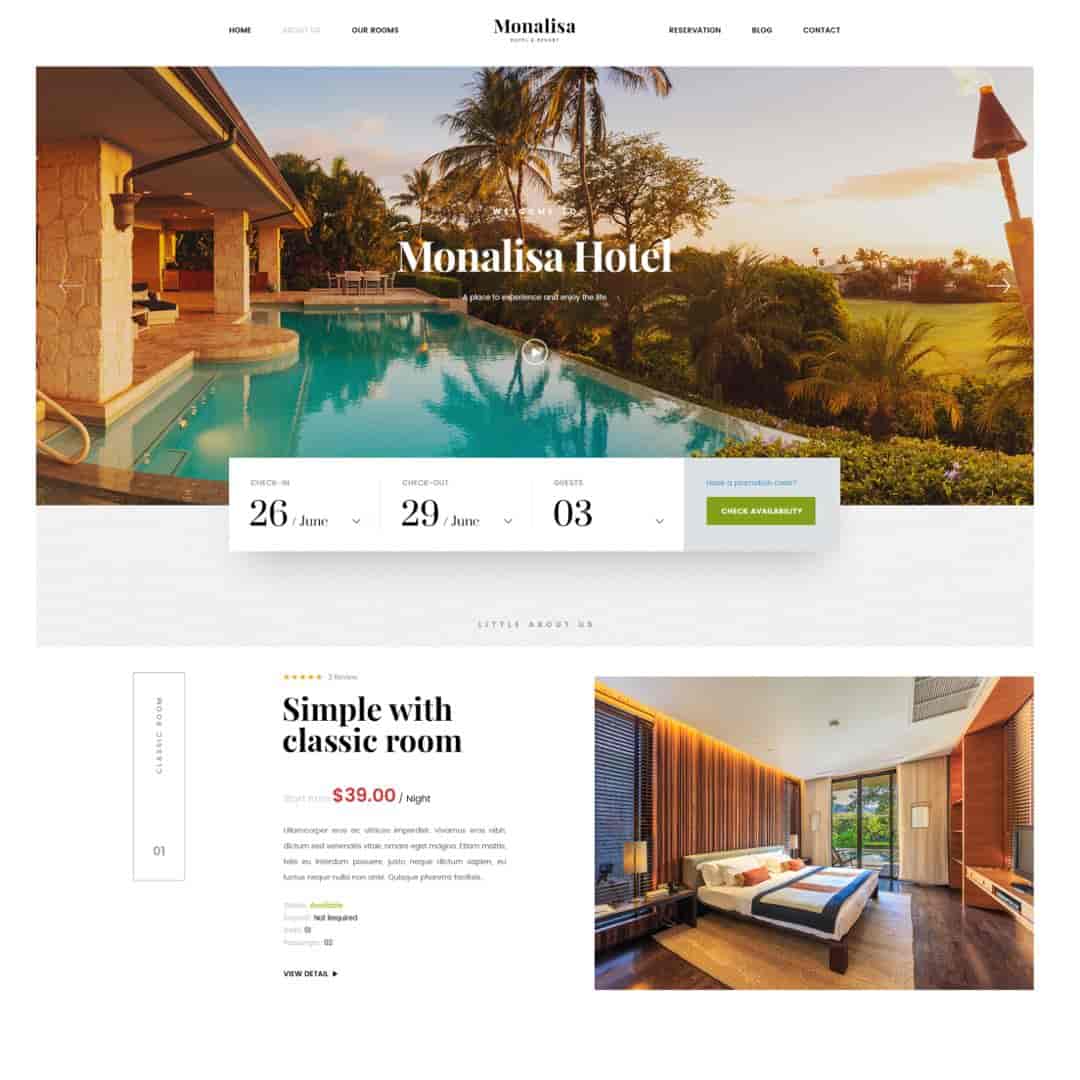 HOME ABOUT US OUR ROOMS
Monalisa
HOTEL & RESORT
RESERVATION BLOG CONTACT
WELCOME TO
Monalisa Hotel
A place to experience and enjoy the life
CHECK-IN
26 / June
CHECK-OUT
29 / June
GUESTS
03
Have a promotion code?
CHECK AVAILABILITY
LITTLE ABOUT US
CLASSIC ROOM
01
2 Review
Simple with
classic room
Start from $39.00 / Night
Ullamcorper eros ac ultrices imperdiet. Vivamus eros nibh,
dictum sed venenatis vitae, ornare eget magna. Etiam mattis,
felis eu interdum posuere, justo neque dictum sapien, eu
luctus neque nulla non ante. Quisque pharetra facilisis.
Available
Deposit: Not Required
01
Passenger: 02
VIEW DETAIL